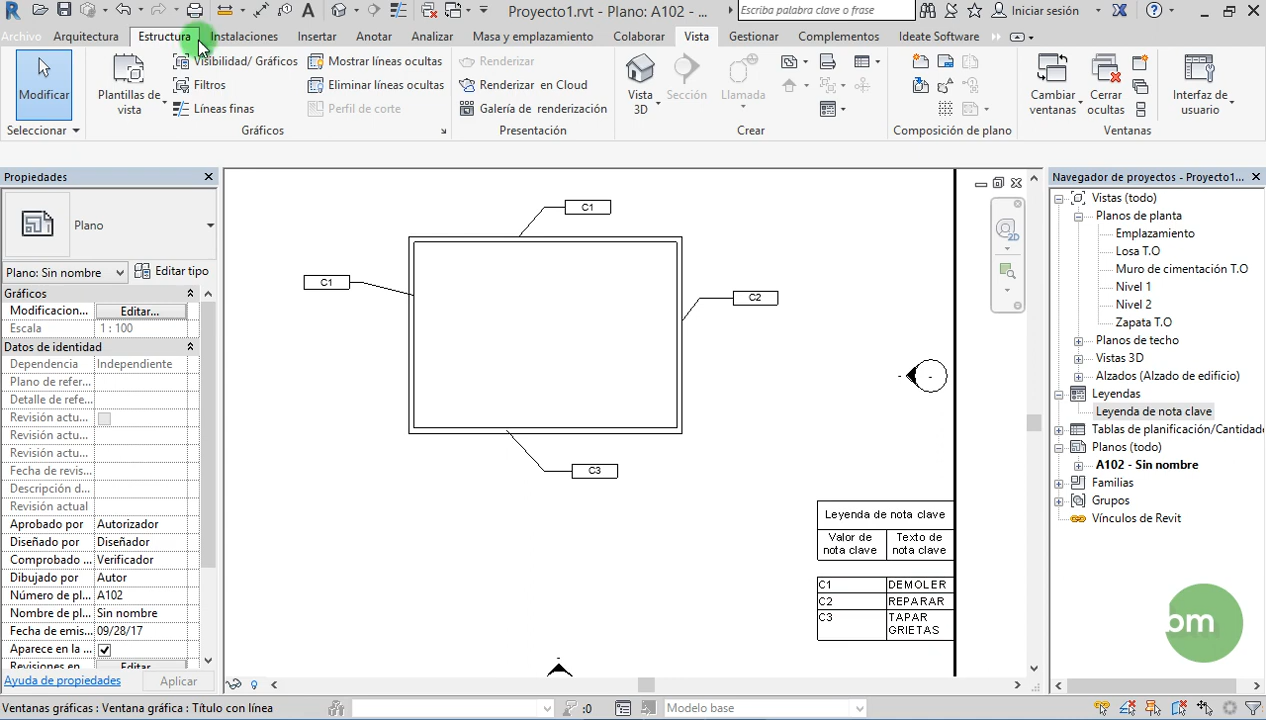 Proyecto1.rvt - Plano: A102 - ...
Escriba palabra clave o frase
Iniciar sesión
Archivo Arquitectura Estructura Instalaciones Insertar Anotar Analizar Masa y emplazamiento Colaborar Vista Gestionar Complementos Ideate Software
Modificar
Plantillas de vista
Visibilidad/ Gráficos
Filtros
Líneas finas
Mostrar líneas ocultas
Eliminar líneas ocultas
Perfil de corte
Renderizar
Renderizar en Cloud
Galería de renderización
Vista 3D
Sección
Llamada
Cambiar ventanas
Cerrar ocultas
Interfaz de usuario
Seleccionar
Gráficos
Presentación
Crear
Composición de plano
Ventanas
Propiedades
Plano
Plano: Sin nombre
Editar tipo
Gráficos
Modificacion... Editar...
Escala 1 : 100
Datos de identidad
Dependencia Independiente
Plano de refer...
Detalle de refe...
Revisión actu...
Revisión actu...
Revisión actu...
Fecha de revis...
Descripción d...
Revisión actual
Aprobado por Autorizador
Diseñado por Diseñador
Comprobado ... Verificador
Dibujado por Autor
Número de pl... A102
Nombre de pl... Sin nombre
Fecha de emis... 09/28/17
Aparece en la ...
Revisiones en Editar
Ayuda de propiedades
Aplicar
C1
C1
C2
C3
Leyenda de nota clave
Valor de nota clave
Texto de nota clave
C1 DEMOLER
C2 REPARAR
C3 TAPAR GRIETAS
2D
Navegador de proyectos - Proyecto1...
Vistas (todo)
Planos de planta
Emplazamiento
Losa T.O
Muro de cimentación T.O
Nivel 1
Nivel 2
Zapata T.O
Planos de techo
Vistas 3D
Alzados (Alzado de edificio)
Leyendas
Leyenda de nota clave
Tablas de planificación/Cantidade
Planos (todo)
A102 - Sin nombre
Familias
Grupos
Vínculos de Revit
om
Ventanas gráficas : Ventana gráfica : Título con línea
:0
Modelo base